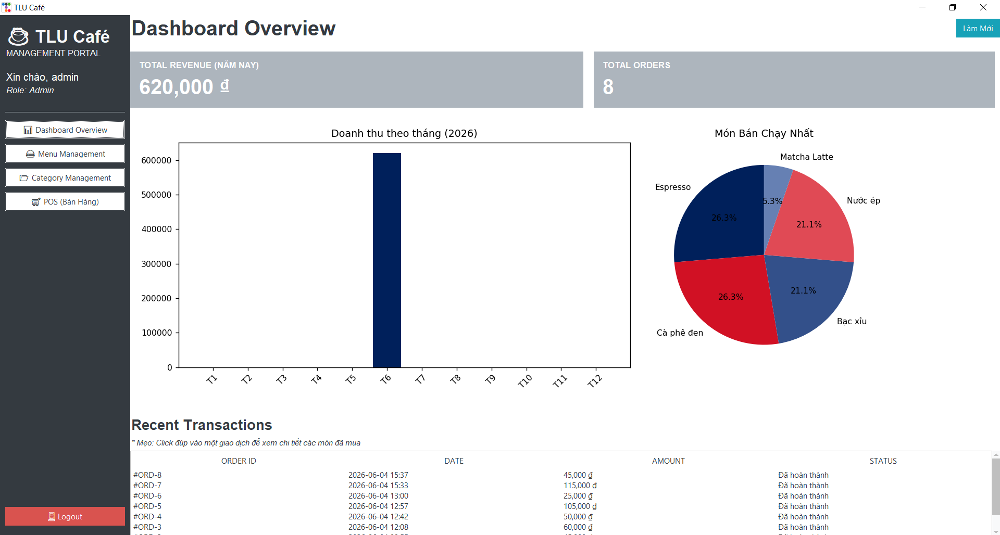 TLU Café
TLU Café
MANAGEMENT PORTAL
Xin chào, admin
Role: Admin
Dashboard Overview
Menu Management
Category Management
POS (Bán Hàng)
Logout
Dashboard Overview
Làm Mới
TOTAL REVENUE (NĂM NAY)
620,000 ₫
TOTAL ORDERS
8
Doanh thu theo tháng (2026)
600000
500000
400000
300000
200000
100000
0
T1 T2 T3 T4 T5 T6 T7 T8 T9 T10 T11 T12
Món Bán Chạy Nhất
Matcha Latte
Espresso
Nước ép
5.3%
26.3%
21.1%
21.1%
26.3%
Bạc xỉu
Cà phê đen
Recent Transactions
* Mẹo: Click đúp vào một giao dịch để xem chi tiết các món đã mua
ORDER ID DATE AMOUNT STATUS
#ORD-8 2026-06-04 15:37 45,000 ₫ Đã hoàn thành
#ORD-7 2026-06-04 15:33 115,000 ₫ Đã hoàn thành
#ORD-6 2026-06-04 13:00 25,000 ₫ Đã hoàn thành
#ORD-5 2026-06-04 12:57 105,000 ₫ Đã hoàn thành
#ORD-4 2026-06-04 12:42 50,000 ₫ Đã hoàn thành
#ORD-3 2026-06-04 12:08 60,000 ₫ Đã hoàn thành